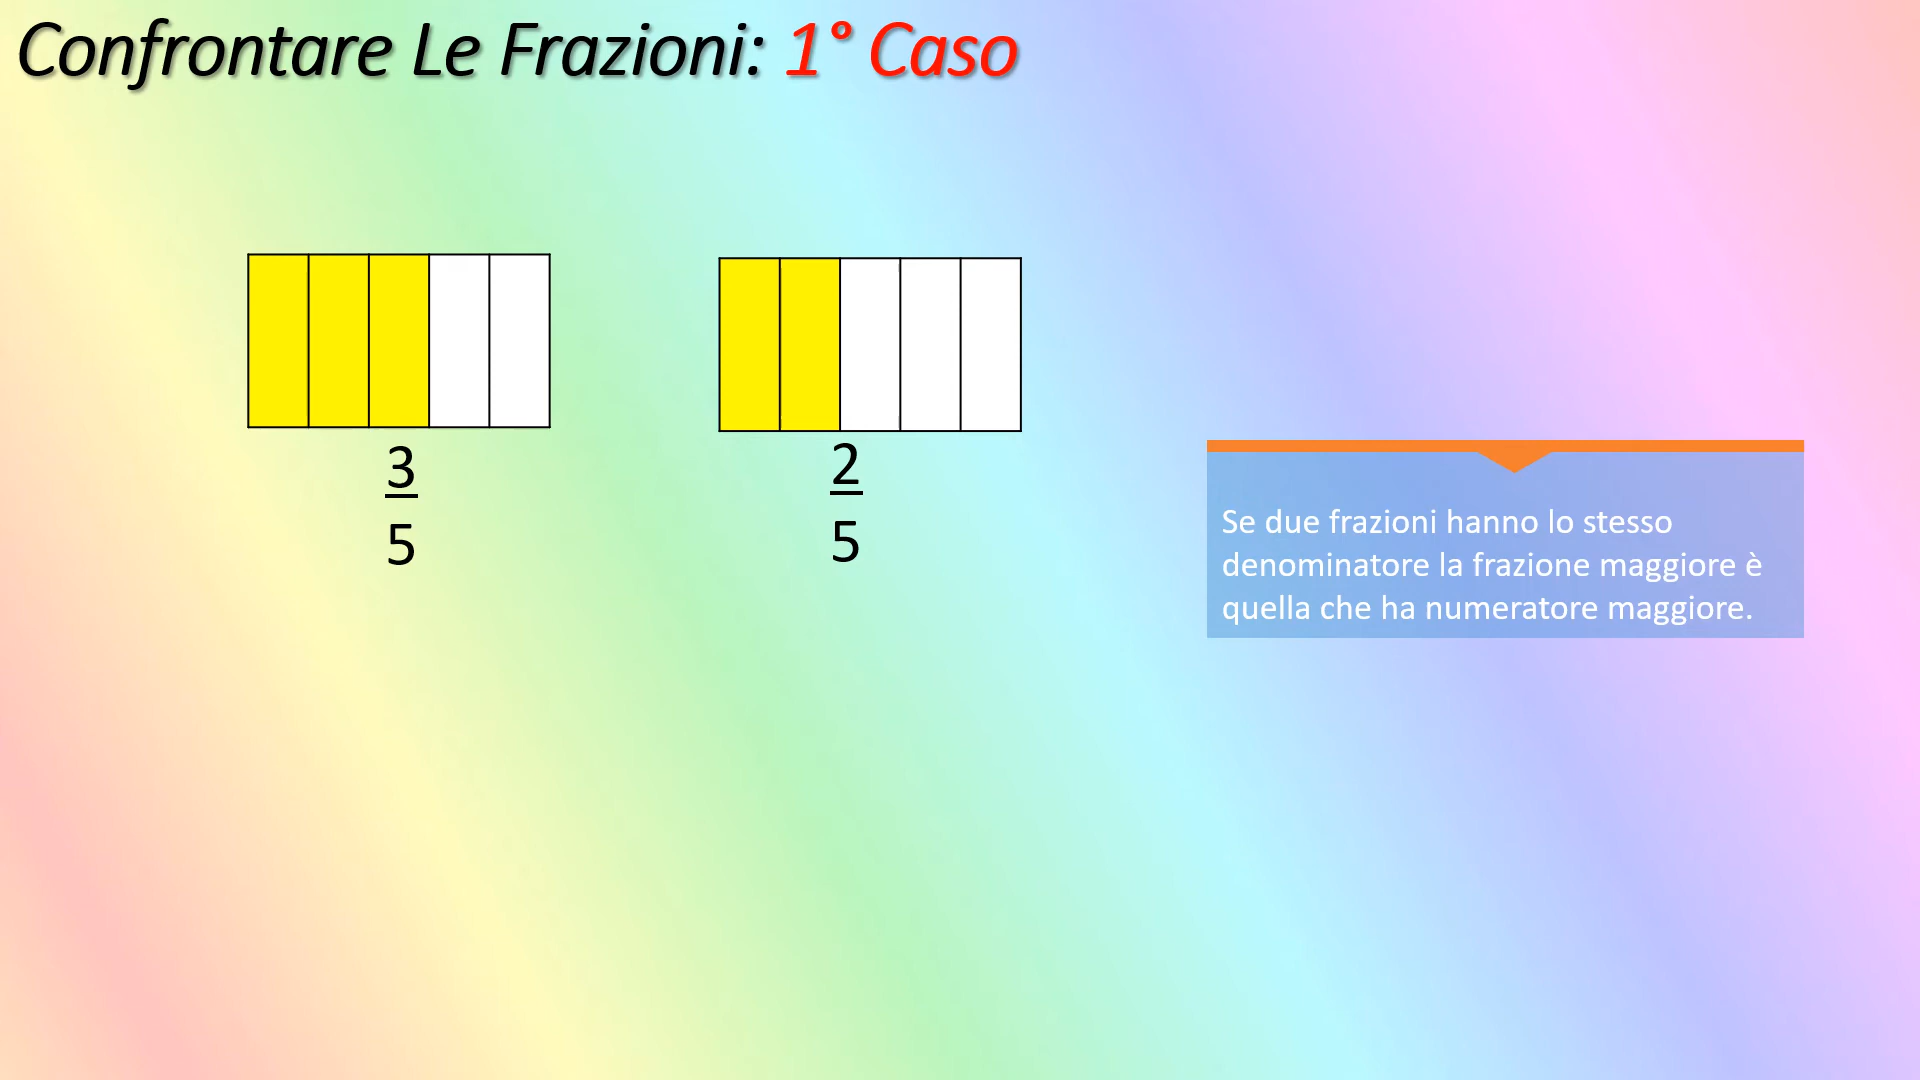 Confrontare Le Frazioni: 1° Caso
3
5
2
5
Se due frazioni hanno lo stesso
denominatore la frazione maggiore è
quella che ha numeratore maggiore.